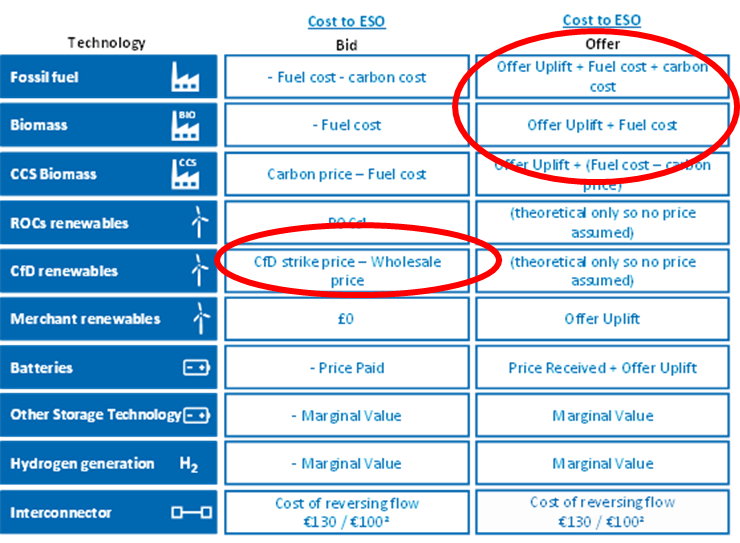 Cost to ESO Cost to ESO
Technology Bid Offer
Fossil fuel - Fuel cost - carbon cost Offer Uplift + Fuel cost + carbon
cost
BIO
Biomass - Fuel cost Offer Uplift + Fuel cost
CCS
CCS Biomass Carbon price – Fuel cost Offer Uplift + (Fuel cost – carbon
price)
ROCs renewables (theoretical only so no price
assumed)
CfD renewables CfD strike price – Wholesale
price (theoretical only so no price
assumed)
Merchant renewables £0 Offer Uplift
Batteries - Price Paid Price Received + Offer Uplift
Other Storage Technology - Marginal Value Marginal Value
Hydrogen generation H₂ - Marginal Value Marginal Value
Interconnector Cost of reversing flow
€130 / €100² Cost of reversing flow
€130 / €100²